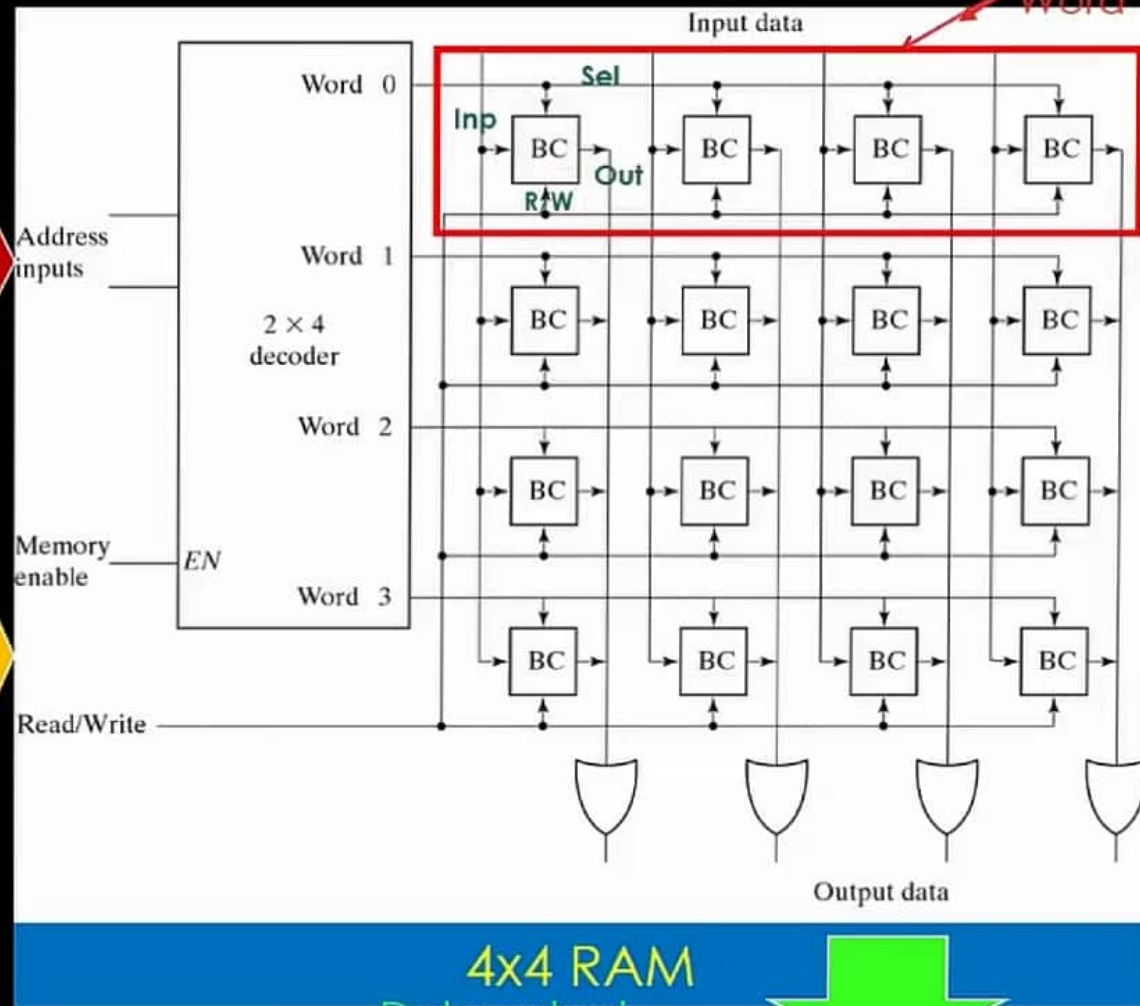 Word
Input data
Word 0
Sel
Inp
BC BC BC BC
Out
R/W
Address
inputs
Word 1
2 × 4
decoder
BC BC BC BC
Word 2
BC BC BC BC
Memory
enable
EN
Word 3
BC BC BC BC
Read/Write
Output data
4x4 RAM